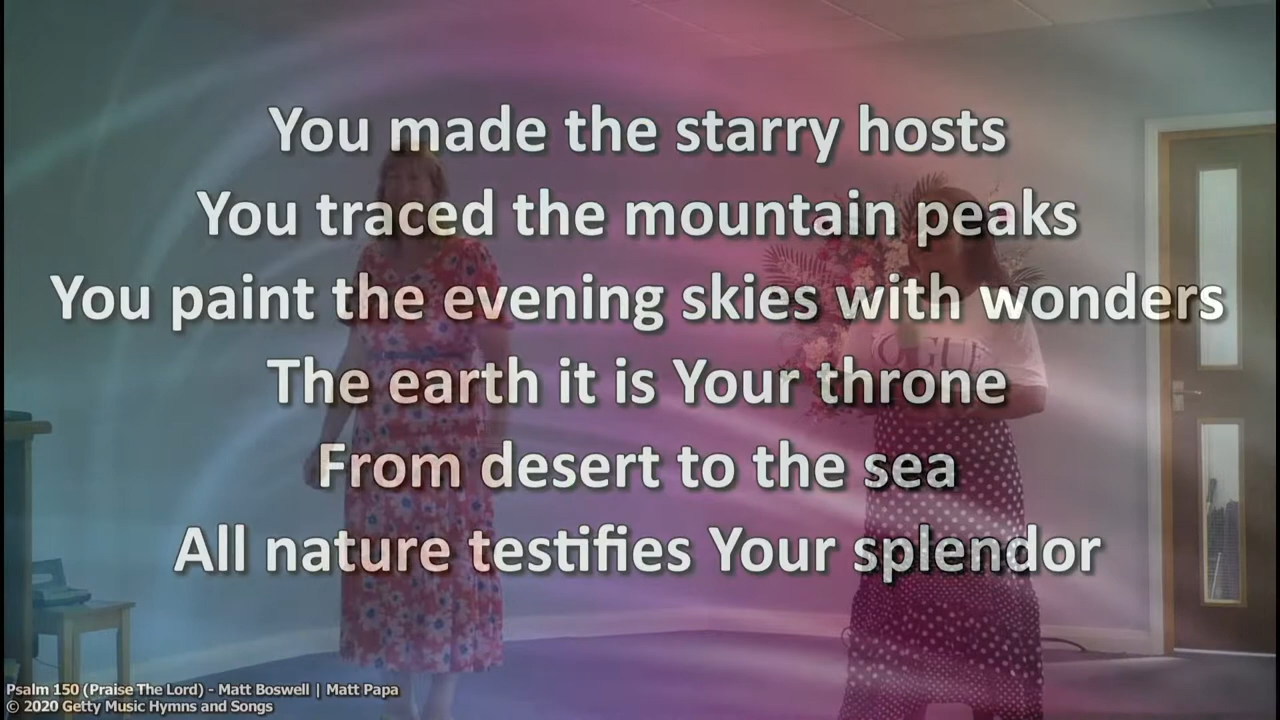 You made the starry hosts
You traced the mountain peaks
You paint the evening skies with wonders
The earth it is Your throne
From desert to the sea
All nature testifies Your splendor
VOGUE
Psalm 150 (Praise The Lord) - Matt Boswell | Matt Papa
© 2020 Getty Music Hymns and Songs